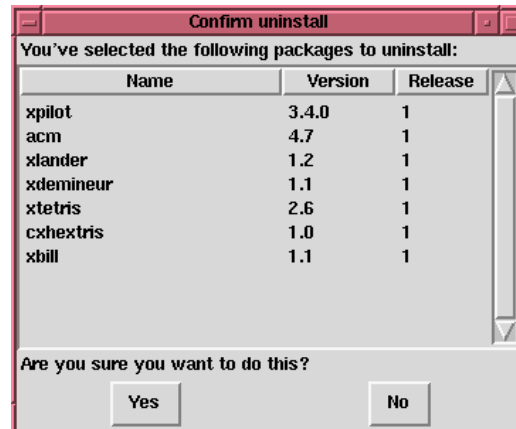 Confirm uninstall
You've selected the following packages to uninstall:
Name Version Release
xpilot 3.4.0 1
acm 4.7 1
xlander 1.2 1
xdemineur 1.1 1
xtetris 2.6 1
cxhextris 1.0 1
xbill 1.1 1
Are you sure you want to do this?
Yes No